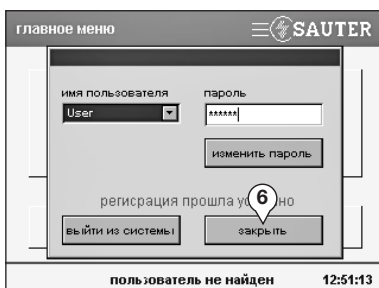 главное меню
SAUTER
имя пользователя
пароль
User
******
изменить пароль
регисрация прошла но
6
выйти из системы
закрыть
пользователь не найден
12:51:13